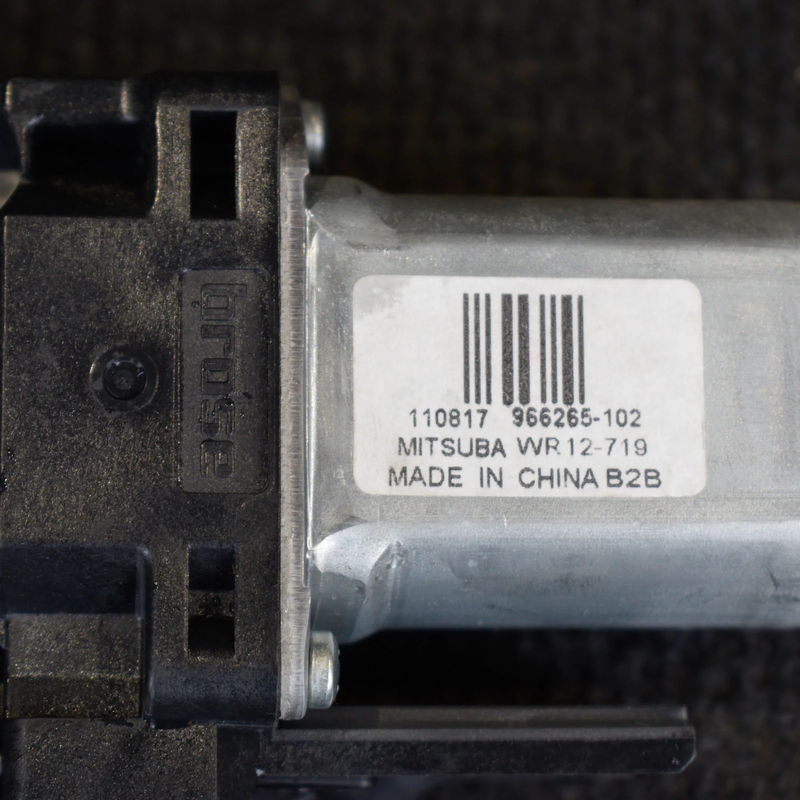 brose
110817 966265-102
MITSUBA WR12-719
MADE IN CHINA B2B